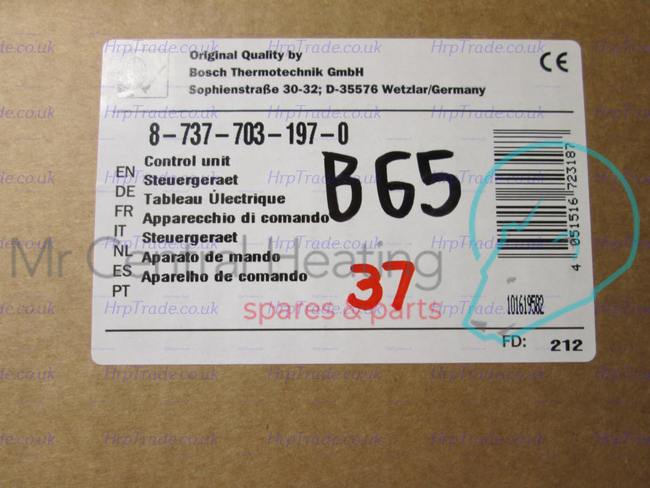 Original Quality by
Bosch Thermotechnik GmbH
Sophienstraße 30-32; D-35576 Wetzlar/Germany
CE
8-737-703-197-0
B65
EN Control unit
DE Steuergeraet
FR Tableau Úlectrique
IT Apparecchio di comando
NL Steuergeraet
ES Aparato de mando
PT Aparelho de comando
37
4 051516 723187
101619582
FD: 212
Mr Central Heating
spares & parts
HrpTrade.co.uk